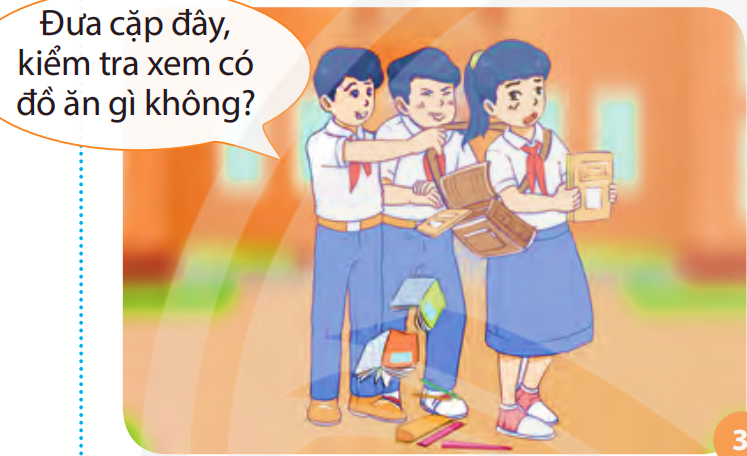 Đưa cặp đây,
kiểm tra xem có
đồ ăn gì không?
3